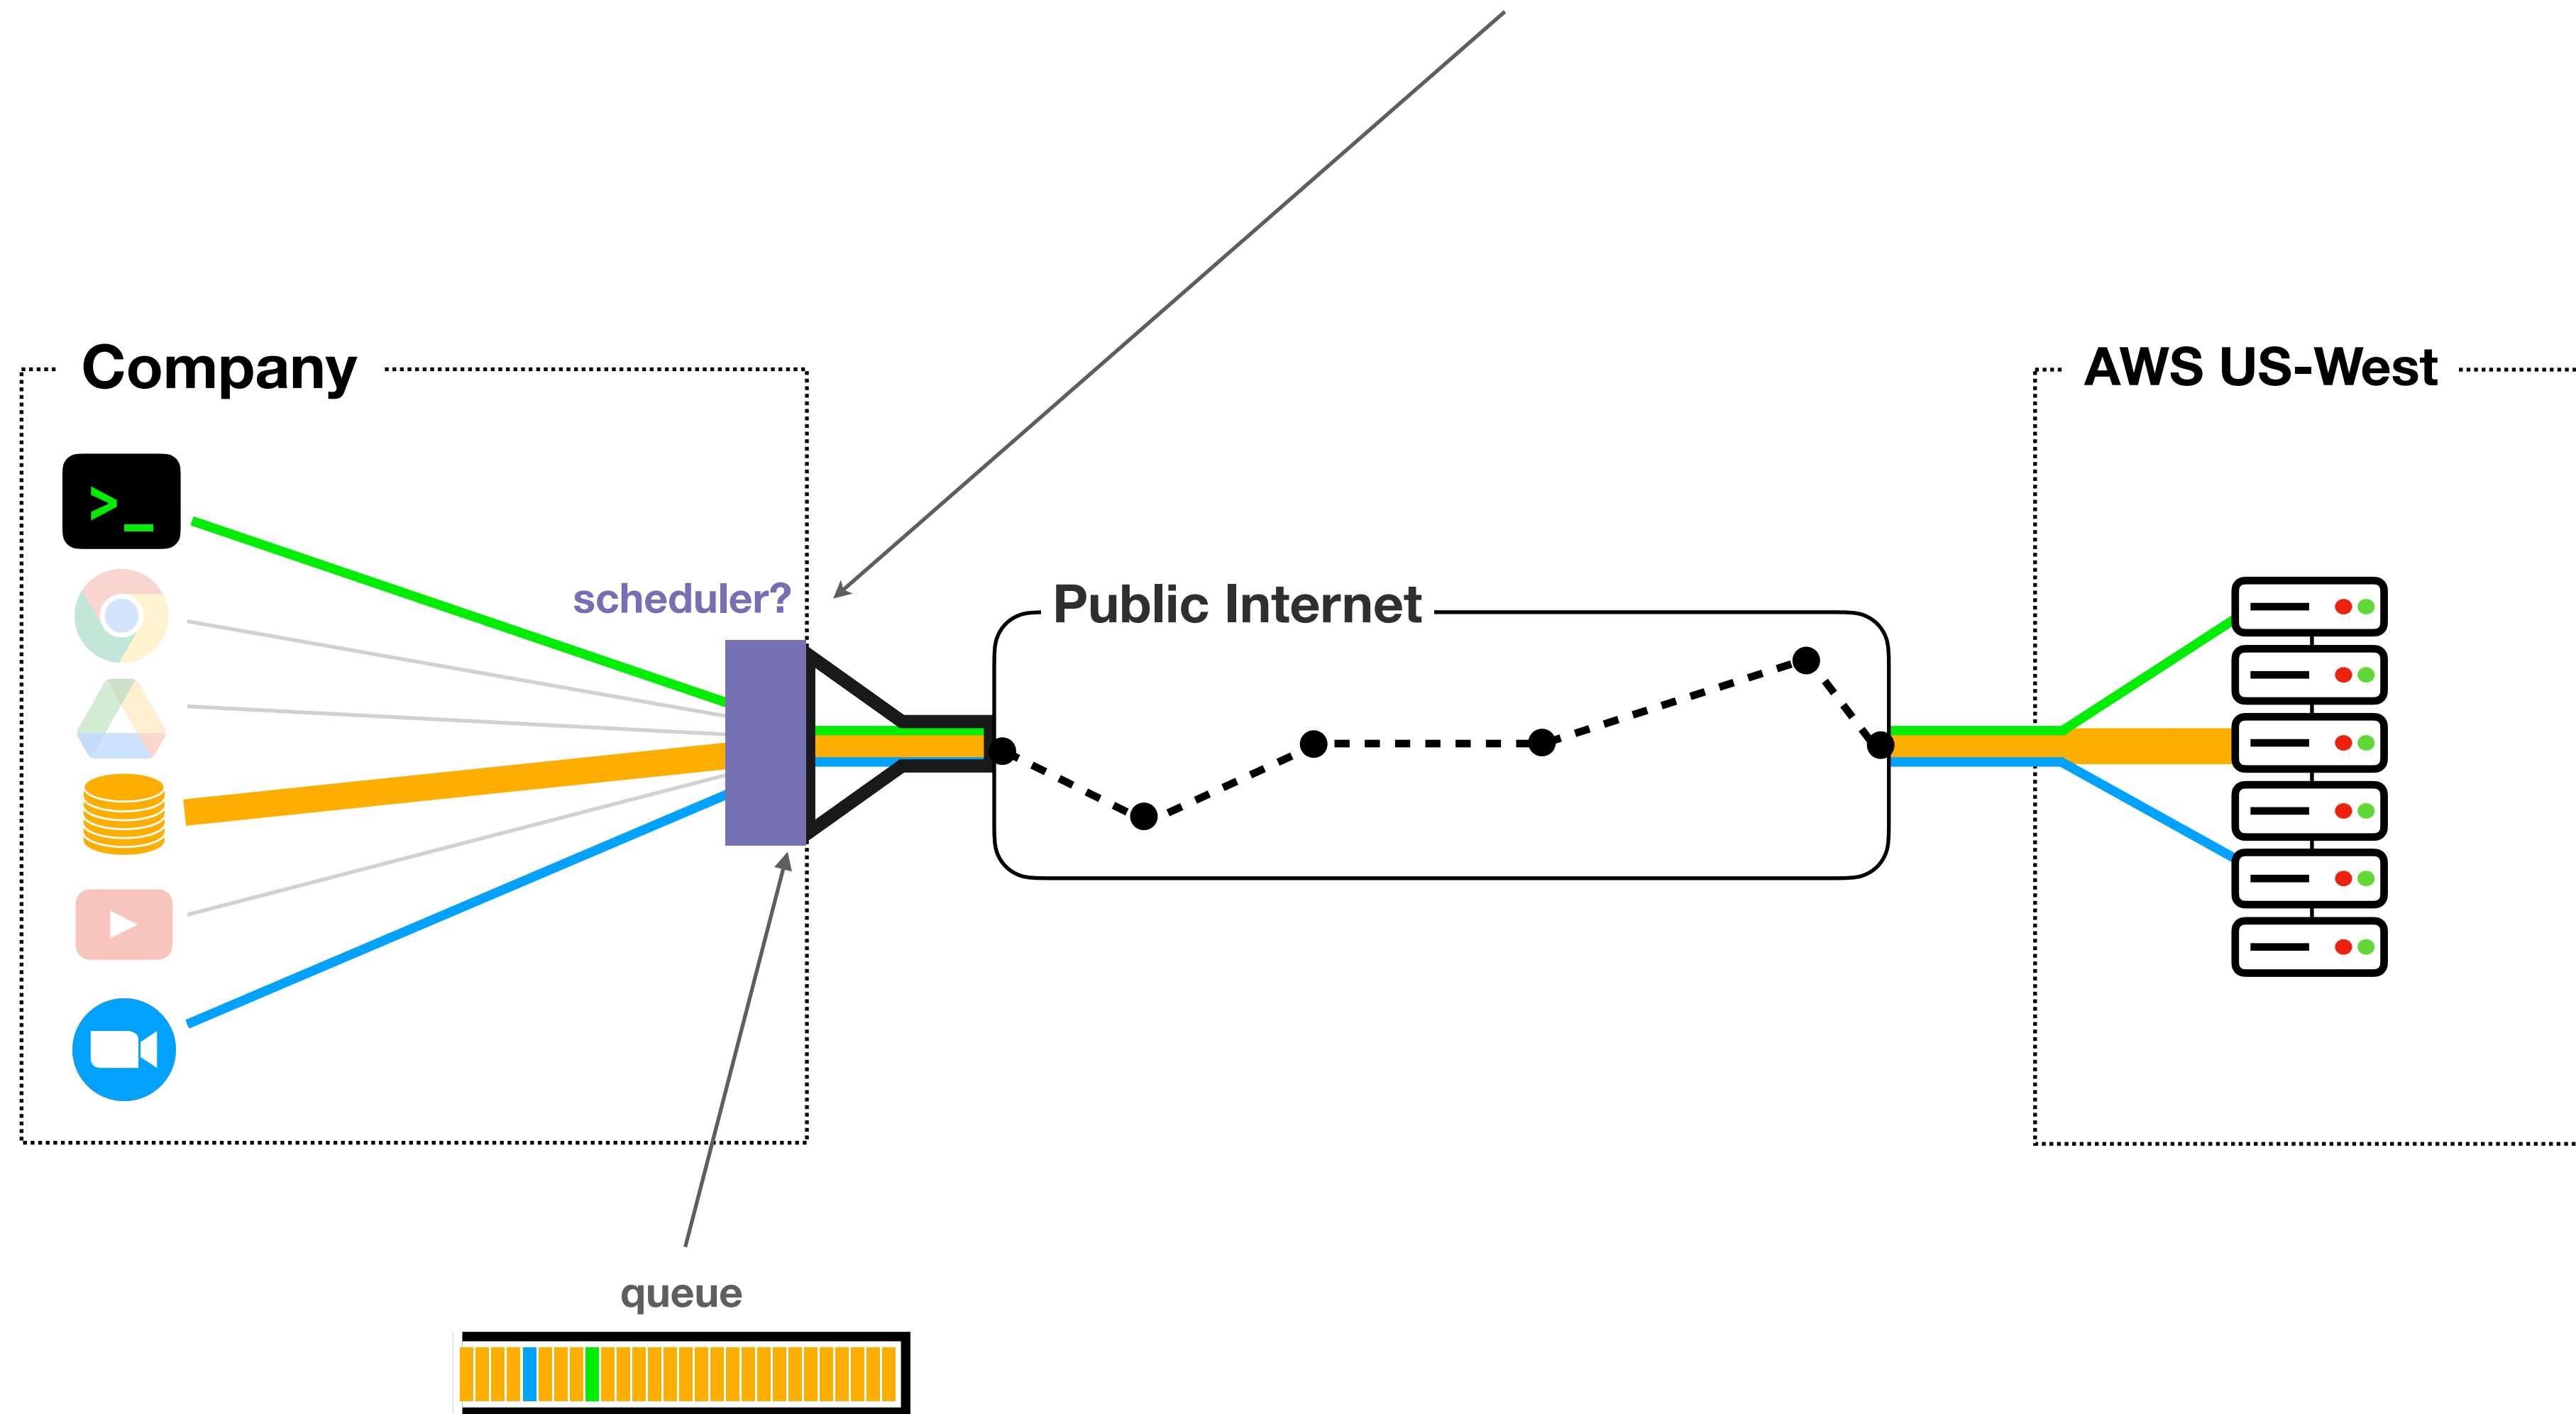 Company
AWS US-West
>_
scheduler?
Public Internet
queue